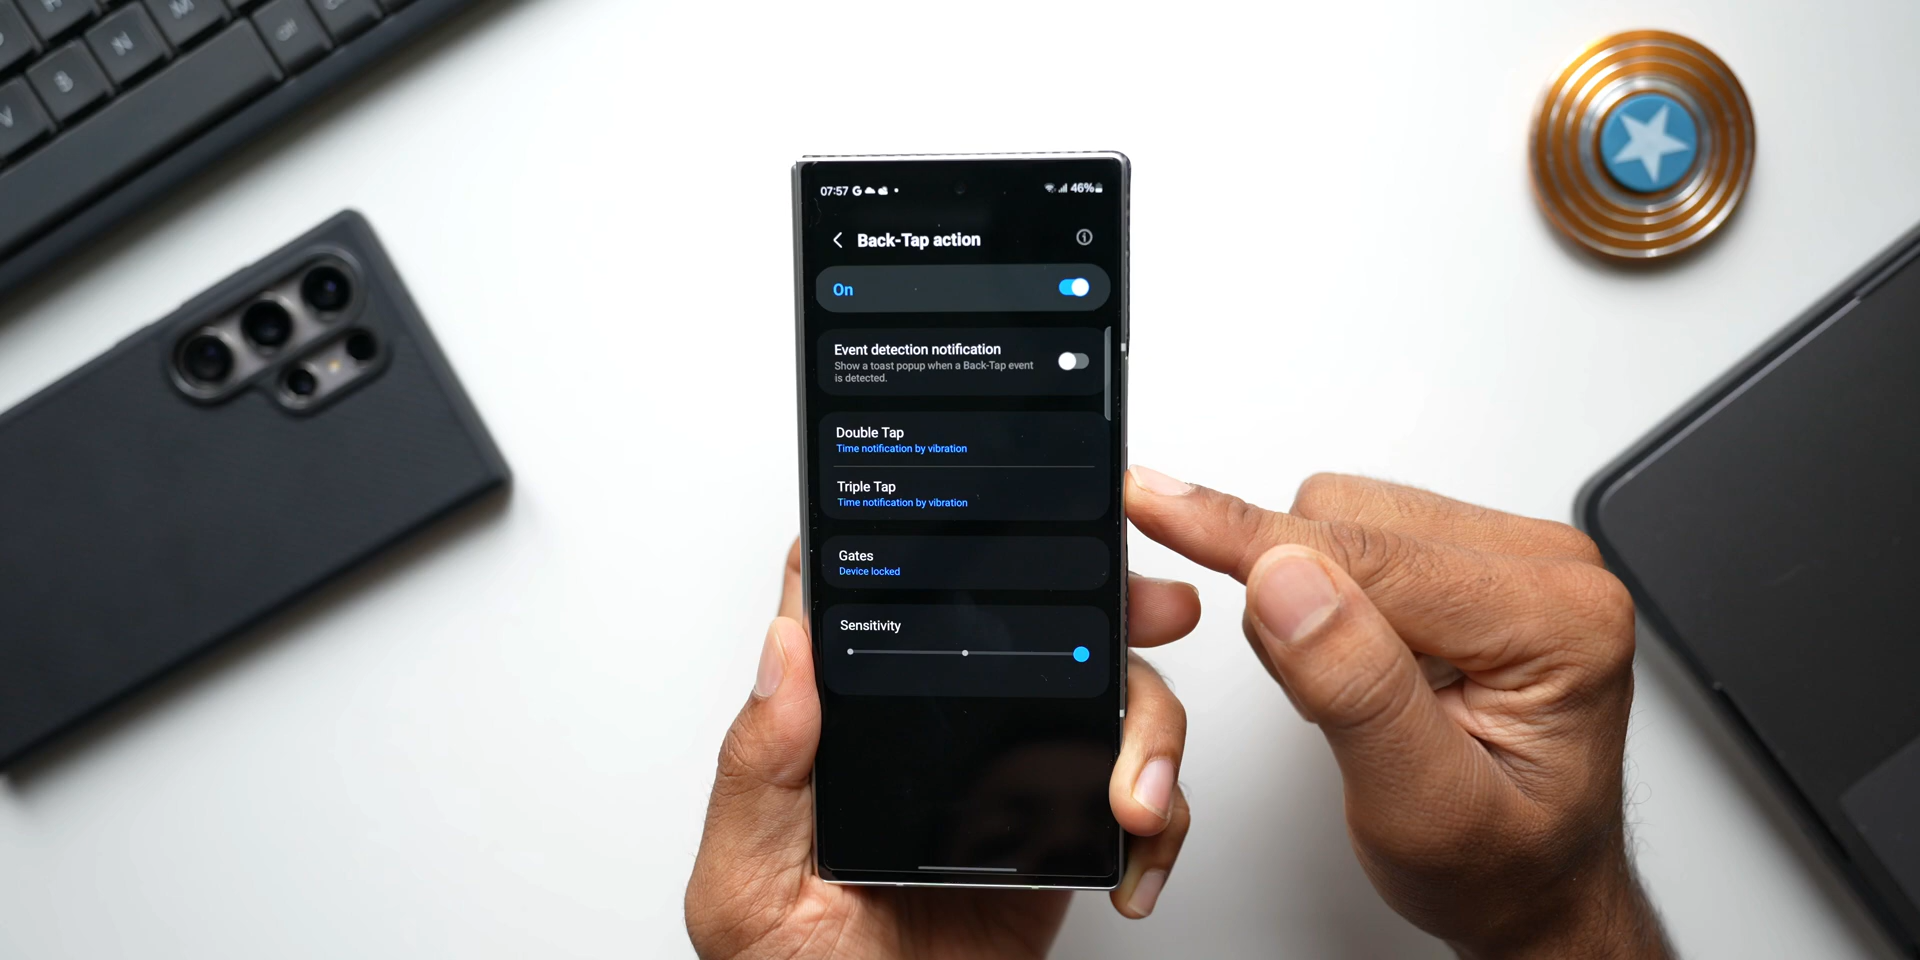 07:57 G
46%
Back-Tap action
On
Event detection notification
Show a toast popup when a Back-Tap event
is detected.
Double Tap
Time notification by vibration
Triple Tap
Time notification by vibration
Gates
Device locked
Sensitivity
V
B
N
M